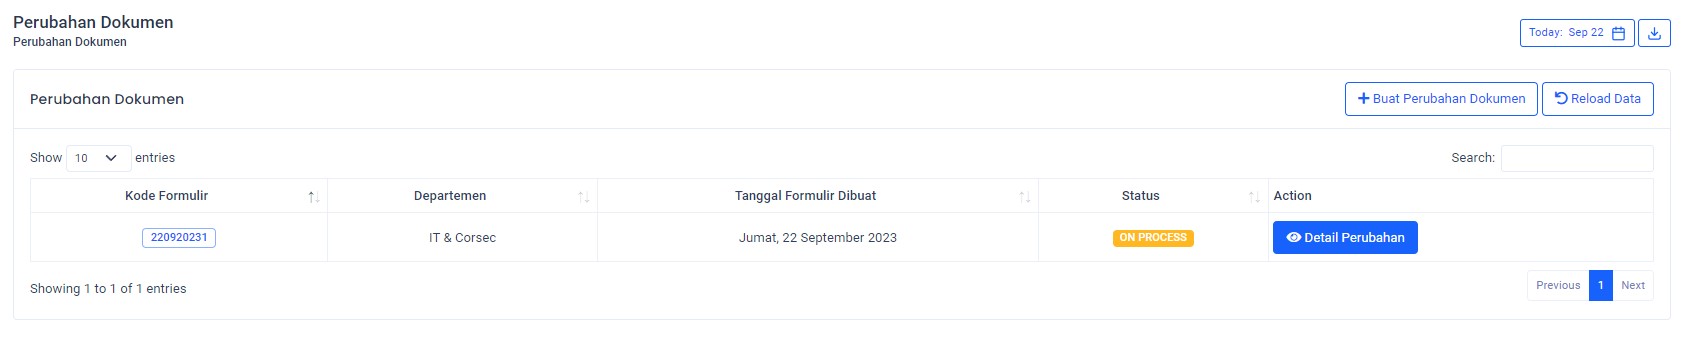 Perubahan Dokumen
Perubahan Dokumen
Today: Sep 22
Perubahan Dokumen
Buat Perubahan Dokumen
Reload Data
Show 10 entries
Search:
Kode Formulir Departemen Tanggal Formulir Dibuat Status Action
220920231 IT & Corsec Jumat, 22 September 2023 ON PROCESS Detail Perubahan
Showing 1 to 1 of 1 entries
Previous 1 Next